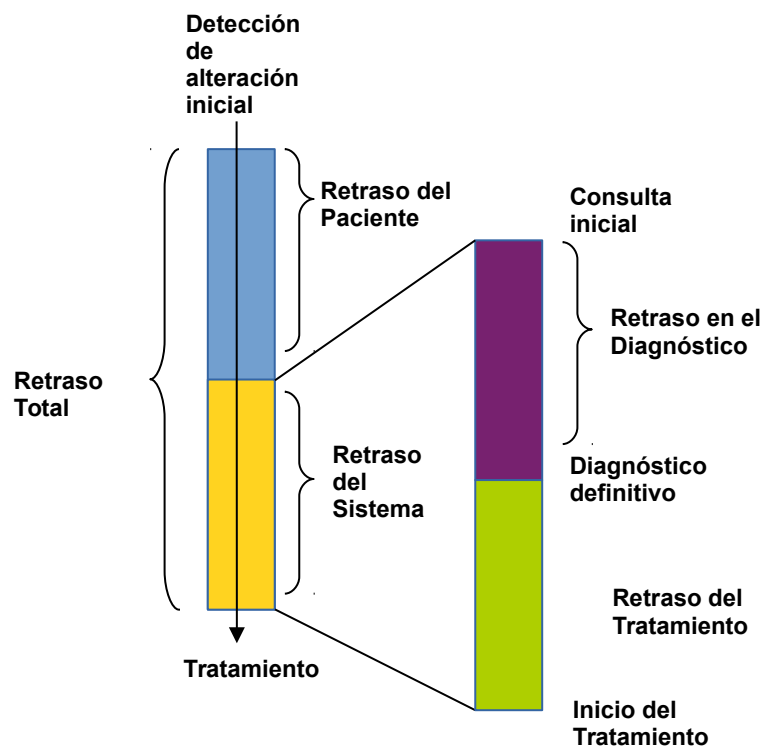 Detección
de
alteración
inicial
Retraso del
Paciente
Consulta
inicial
Retraso en el
Diagnóstico
Retraso
Total
Retraso
del
Sistema
Diagnóstico
definitivo
Retraso del
Tratamiento
Tratamiento
Inicio del
Tratamiento